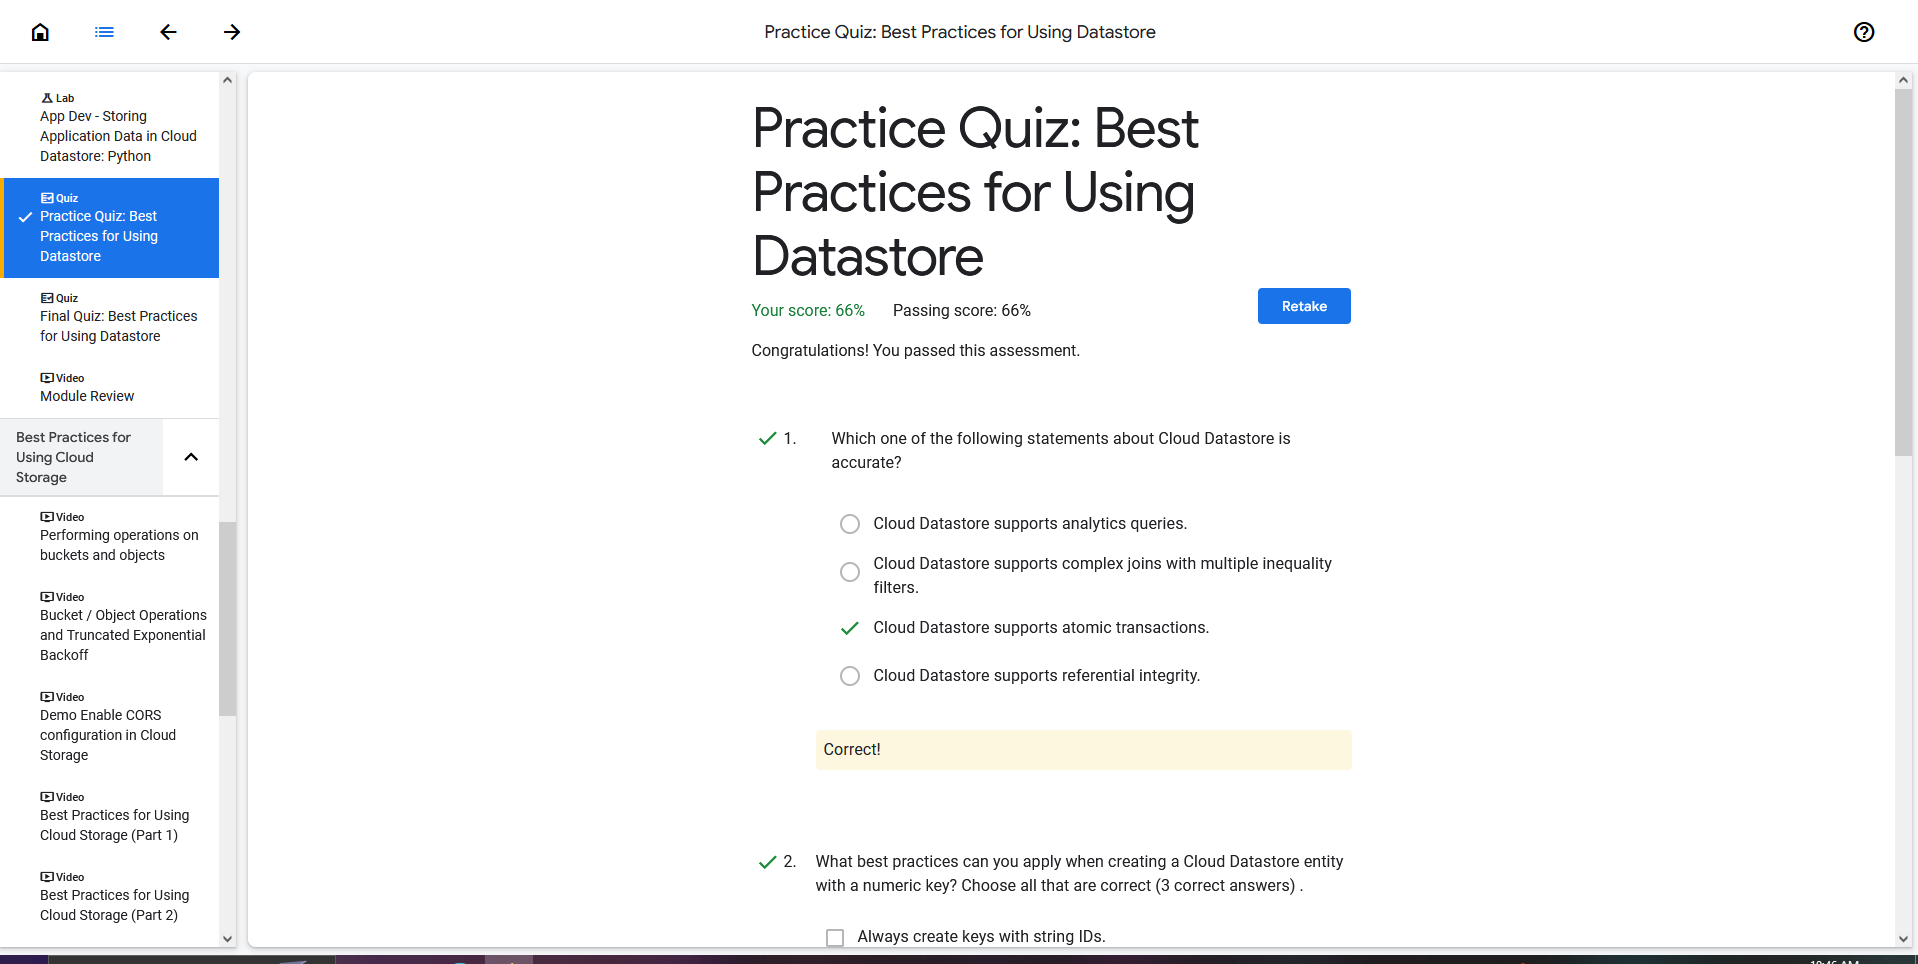 Practice Quiz: Best Practices for Using Datastore
Lab
App Dev - Storing
Application Data in Cloud
Datastore: Python
Quiz
Practice Quiz: Best
Practices for Using
Datastore
Quiz
Final Quiz: Best Practices
for Using Datastore
Video
Module Review
Best Practices for
Using Cloud
Storage
Video
Performing operations on
buckets and objects
Video
Bucket / Object Operations
and Truncated Exponential
Backoff
Video
Demo Enable CORS
configuration in Cloud
Storage
Video
Best Practices for Using
Cloud Storage (Part 1)
Video
Best Practices for Using
Cloud Storage (Part 2)
Practice Quiz: Best
Practices for Using
Datastore
Your score: 66% Passing score: 66%
Retake
Congratulations! You passed this assessment.
1. Which one of the following statements about Cloud Datastore is
accurate?
Cloud Datastore supports analytics queries.
Cloud Datastore supports complex joins with multiple inequality
filters.
Cloud Datastore supports atomic transactions.
Cloud Datastore supports referential integrity.
Correct!
2. What best practices can you apply when creating a Cloud Datastore entity
with a numeric key? Choose all that are correct (3 correct answers) .
Always create keys with string IDs.